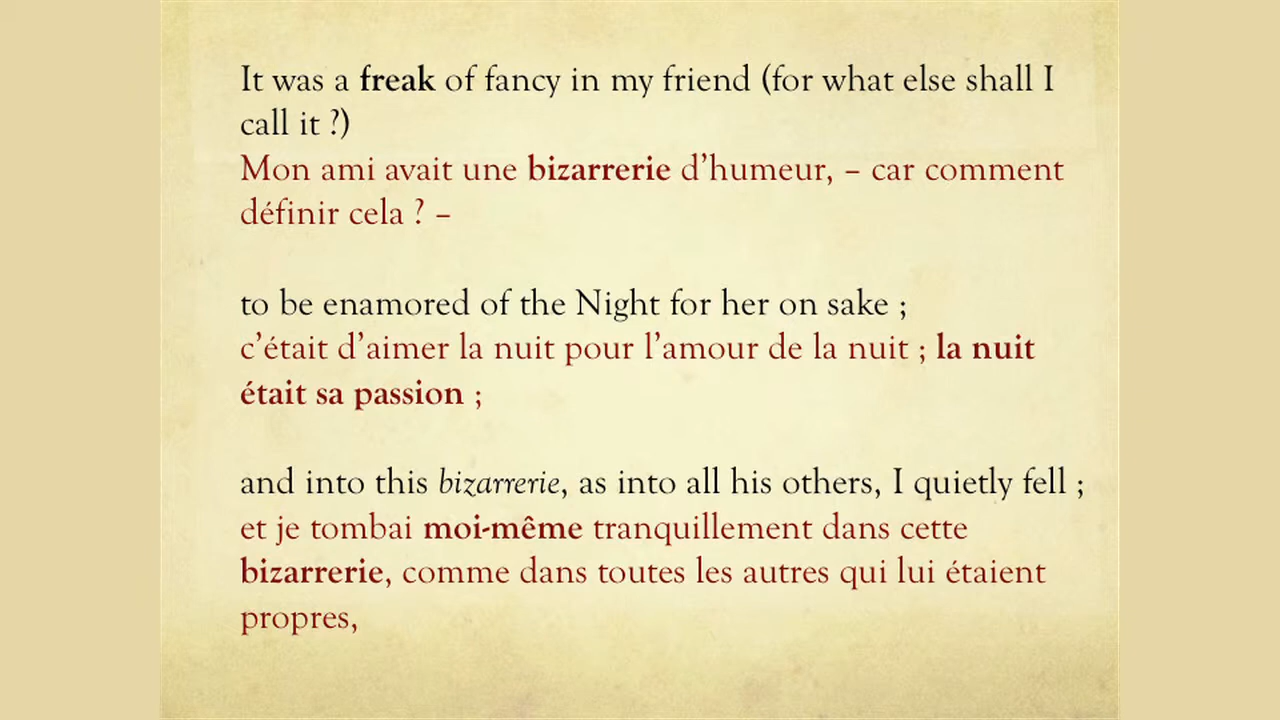 It was a freak of fancy in my friend (for what else shall I
call it ?)
Mon ami avait une bizarrerie d’humeur, – car comment
définir cela ? –
to be enamored of the Night for her on sake ;
c’était d’aimer la nuit pour l’amour de la nuit ; la nuit
était sa passion ;
and into this bizarrerie, as into all his others, I quietly fell ;
et je tombai moi-même tranquillement dans cette
bizarrerie, comme dans toutes les autres qui lui étaient
propres,